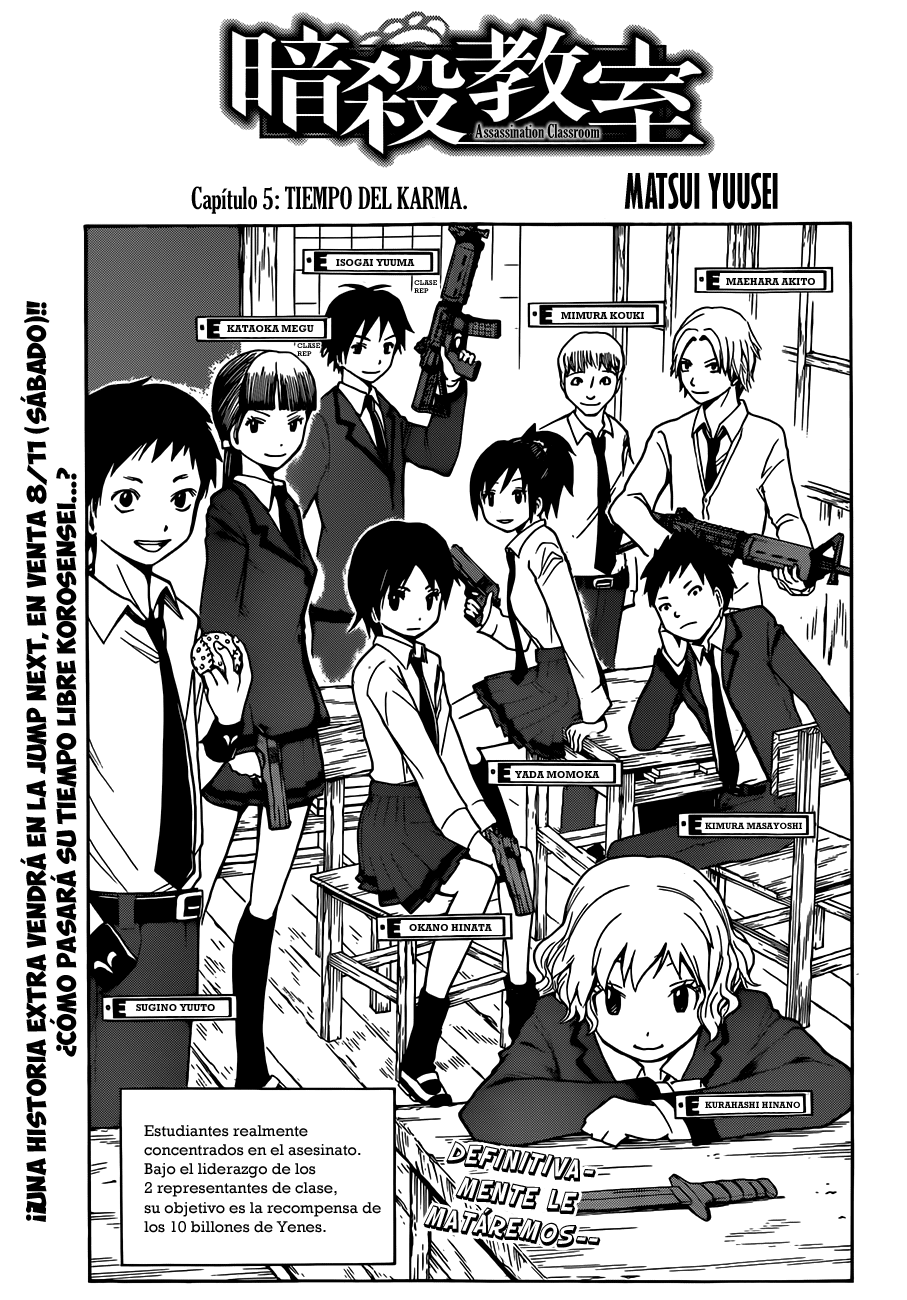 暗殺教室
Assassination Classroom
Capítulo 5: TIEMPO DEL KARMA.
MATSUI YUUSEI
¡¡UNA HISTORIA EXTRA VENDRÁ EN LA JUMP NEXT, EN VENTA 8/11 (SÁBADO)!!
¿CÓMO PASARÁ SU TIEMPO LIBRE KOROSENSEI...?
E ISOGAI YUUMA
CLASE
REP
E MAEHARA AKITO
E MIMURA KOUKI
E KATAOKA MEGU
CLASE
REP
E YADA MOMOKA
E KIMURA MASAYOSHI
E OKANO HINATA
E SUGINO YUUTO
E KURAHASHI HINANO
Estudiantes realmente
concentrados en el asesinato.
Bajo el liderazgo de los
2 representantes de clase,
su objetivo es la recompensa de
los 10 billones de Yenes.
DEFINITIVA-
MENTE LE
MATÁREMOS--